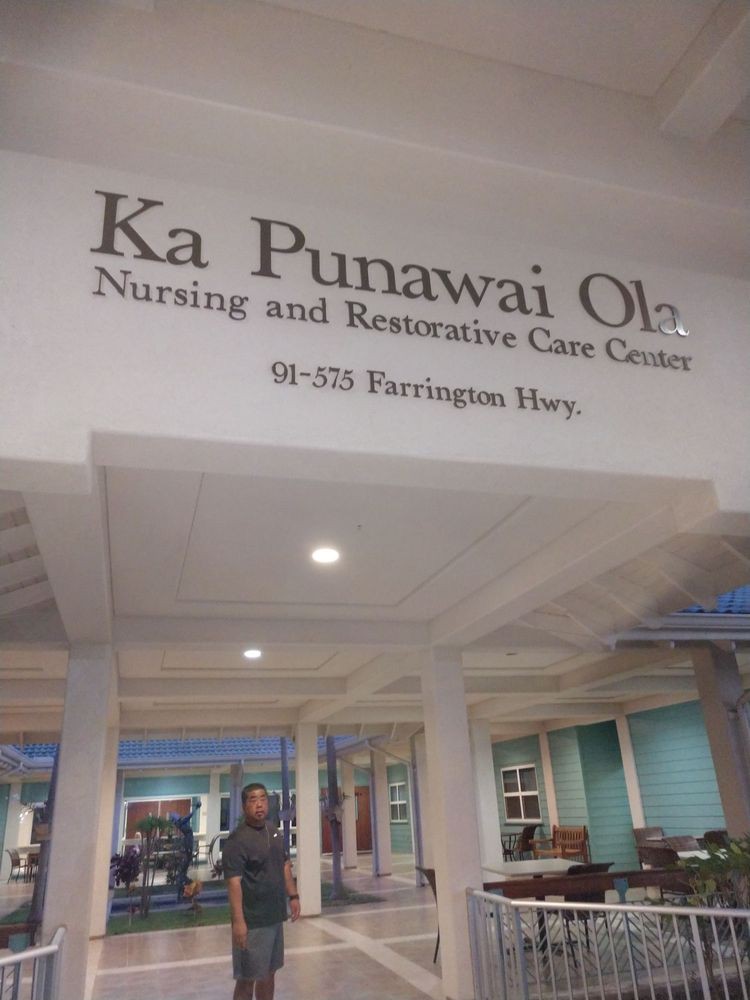 Ka Punawai Ola
Nursing and Restorative Care Center
91-575 Farrington Hwy.